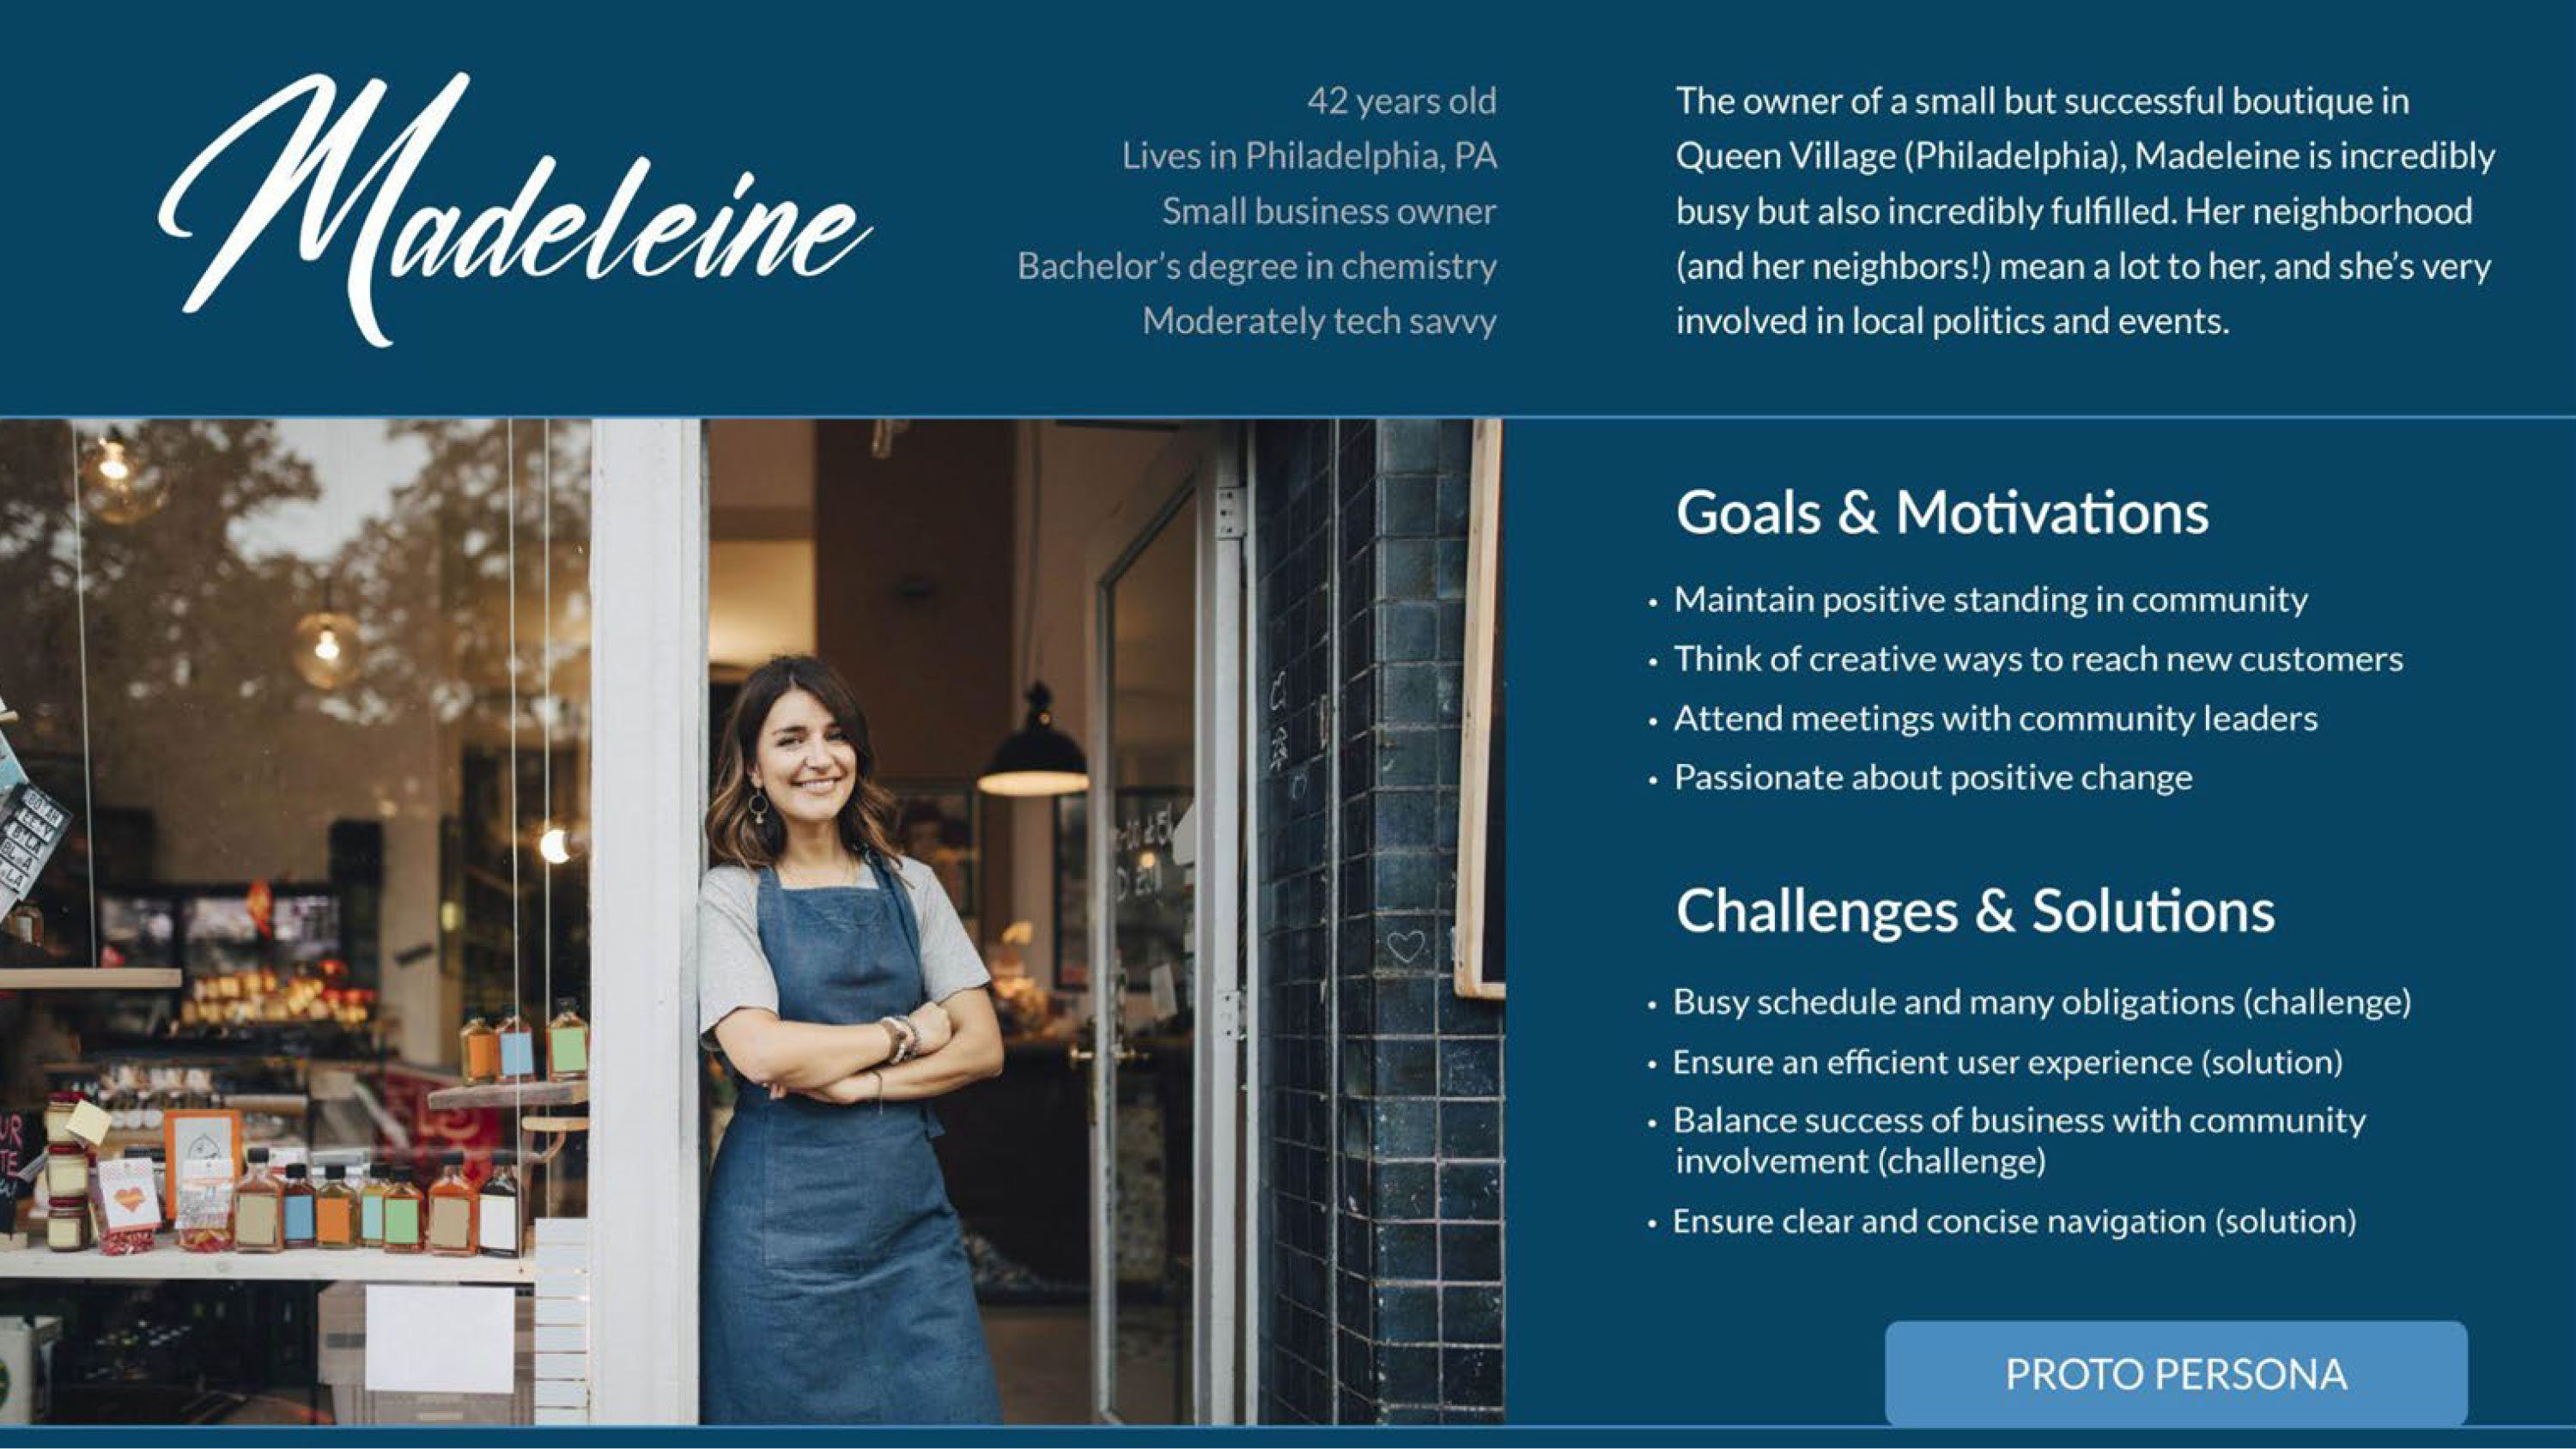 Madeleine
42 years old
Lives in Philadelphia, PA
Small business owner
Bachelor’s degree in chemistry
Moderately tech savvy
The owner of a small but successful boutique in
Queen Village (Philadelphia), Madeleine is incredibly
busy but also incredibly fulfilled. Her neighborhood
(and her neighbors!) mean a lot to her, and she’s very
involved in local politics and events.
Goals & Motivations
• Maintain positive standing in community
• Think of creative ways to reach new customers
• Attend meetings with community leaders
• Passionate about positive change
Challenges & Solutions
• Busy schedule and many obligations (challenge)
• Ensure an efficient user experience (solution)
• Balance success of business with community
involvement (challenge)
• Ensure clear and concise navigation (solution)
PROTO PERSONA